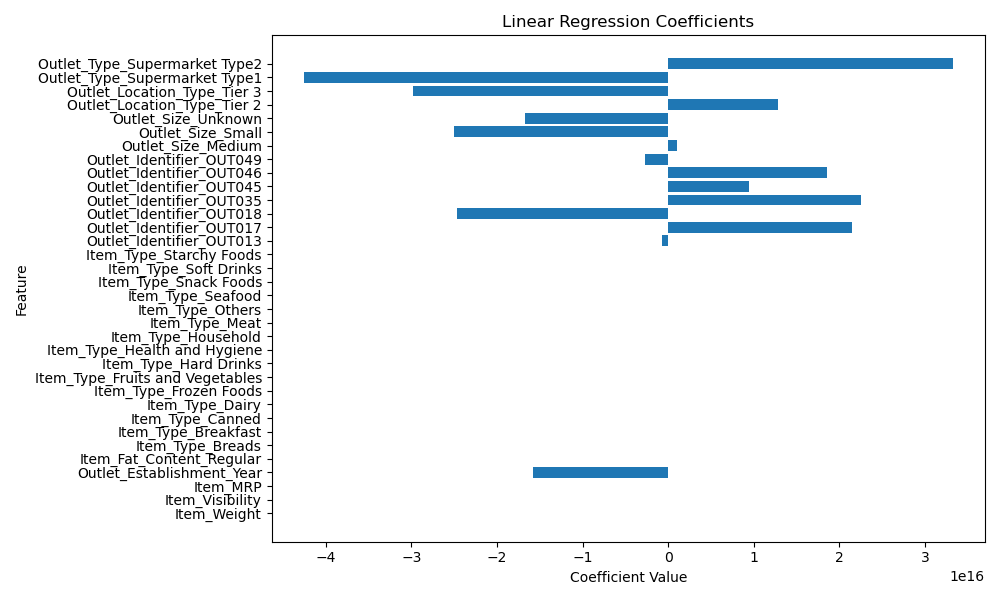 Linear Regression Coefficients
Outlet_Type_Supermarket Type2
Outlet_Type_Supermarket Type1
Outlet_Location_Type_Tier 3
Outlet_Location_Type_Tier 2
Outlet_Size_Unknown
Outlet_Size_Small
Outlet_Size_Medium
Outlet_Identifier_OUT049
Outlet_Identifier_OUT046
Outlet_Identifier_OUT045
Outlet_Identifier_OUT035
Outlet_Identifier_OUT018
Outlet_Identifier_OUT017
Outlet_Identifier_OUT013
Item_Type_Starchy Foods
Item_Type_Soft Drinks
Item_Type_Snack Foods
Item_Type_Seafood
Item_Type_Others
Item_Type_Meat
Item_Type_Household
Item_Type_Health and Hygiene
Item_Type_Hard Drinks
Item_Type_Fruits and Vegetables
Item_Type_Frozen Foods
Item_Type_Dairy
Item_Type_Canned
Item_Type_Breakfast
Item_Type_Breads
Item_Fat_Content_Regular
Outlet_Establishment_Year
Item_MRP
Item_Visibility
Item_Weight
Feature
−4 −3 −2 −1 0 1 2 3
1e16
Coefficient Value